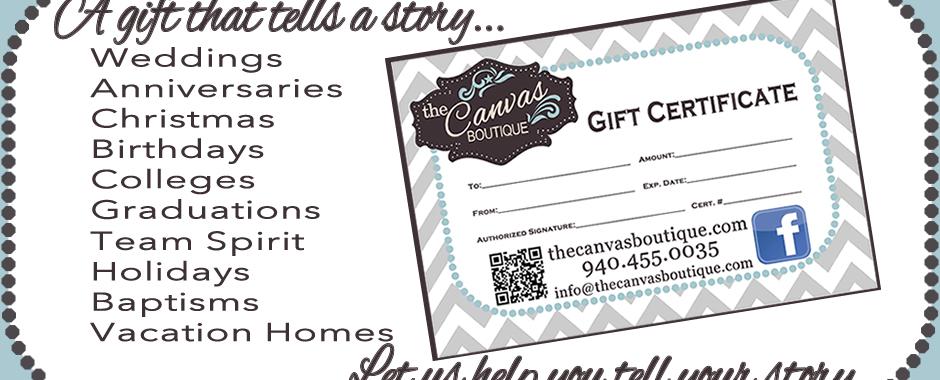 A gift that tells a story...
Weddings
Anniversaries
Christmas
Birthdays
Colleges
Graduations
Team Spirit
Holidays
Baptisms
Vacation Homes
the Canvas
BOUTIQUE
GIFT CERTIFICATE
TO: AMOUNT:
FROM: EXP. DATE:
AUTHORIZED SIGNATURE: CERT. #
thecanvasboutique.com
940.455.0035
info@thecanvasboutique.com
f
Let us help you tell your story...